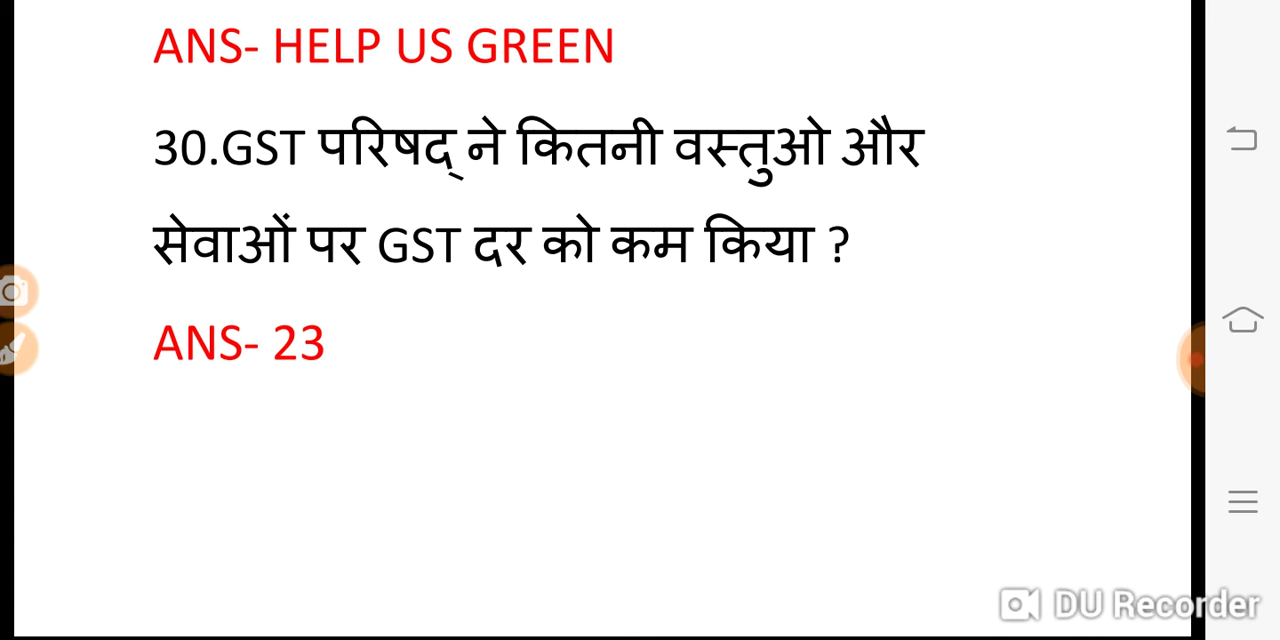 ANS- HELP US GREEN
30.GST परिषद् ने कितनी वस्तुओ और
सेवाओं पर GST दर को कम किया ?
ANS- 23
DU Recorder